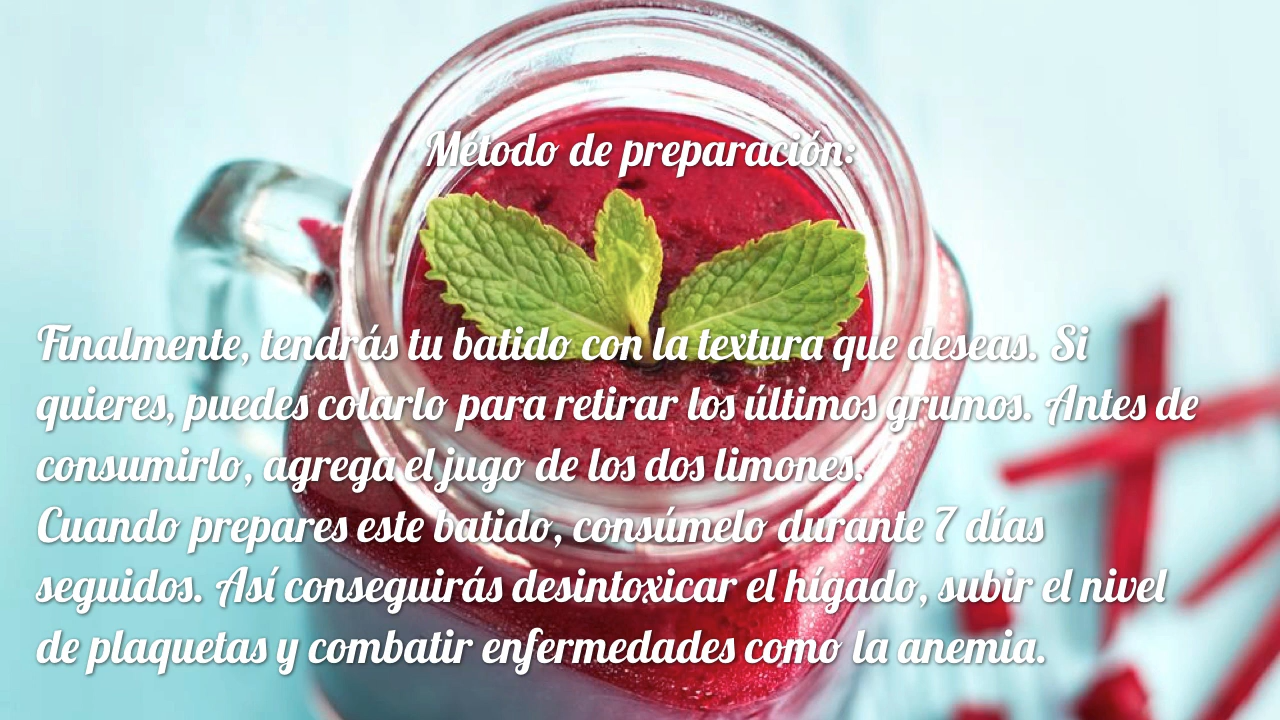 Método de preparación:
Finalmente, tendrás tu batido con la textura que deseas. Si
quieres, puedes colarlo para retirar los últimos grumos. Antes de
consumirlo, agrega el jugo de los dos limones.
Cuando prepares este batido, consúmelo durante 7 días
seguidos. Así conseguirás desintoxicar el hígado, subir el nivel
de plaquetas y combatir enfermedades como la anemia.